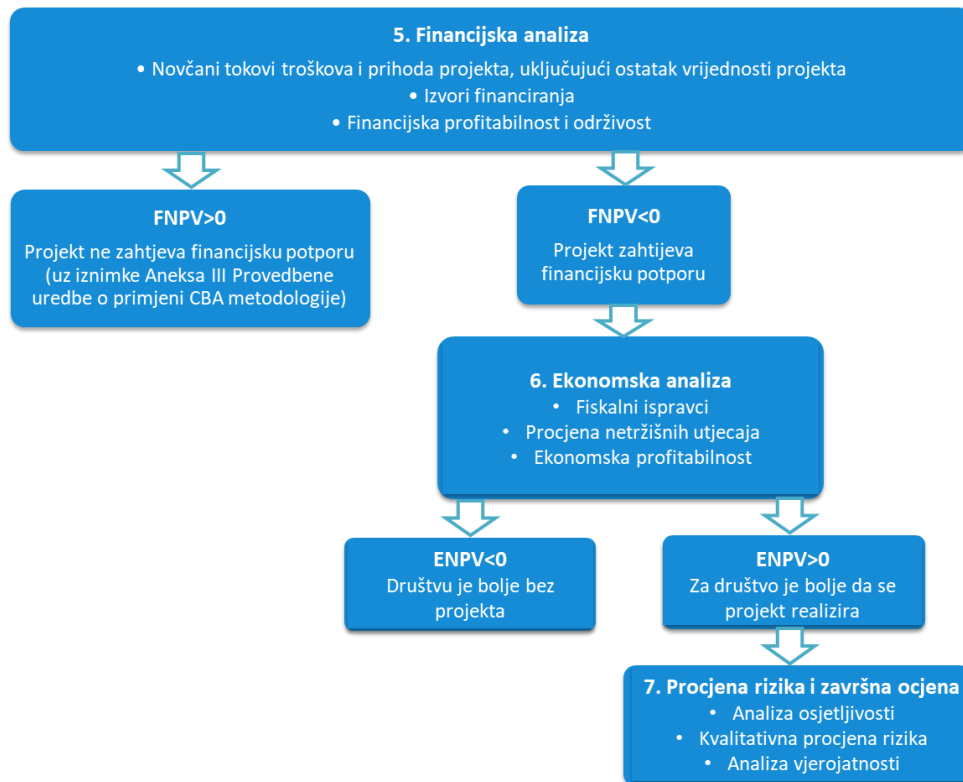 5. Financijska analiza
• Novčani tokovi troškova i prihoda projekta, uključujući ostatak vrijednosti projekta
• Izvori financiranja
• Financijska profitabilnost i održivost
FNPV>0
Projekt ne zahtjeva financijsku potporu
(uz iznimke Aneksa III Provedbene
uredbe o primjeni CBA metodologije)
FNPV<0
Projekt zahtijeva
financijsku potporu
6. Ekonomska analiza
• Fiskalni ispravci
• Procjena netržišnih utjecaja
• Ekonomska profitabilnost
ENPV<0
Društvu je bolje bez
projekta
ENPV>0
Za društvo je bolje da se
projekt realizira
7. Procjena rizika i završna ocjena
• Analiza osjetljivosti
• Kvalitativna procjena rizika
• Analiza vjerojatnosti